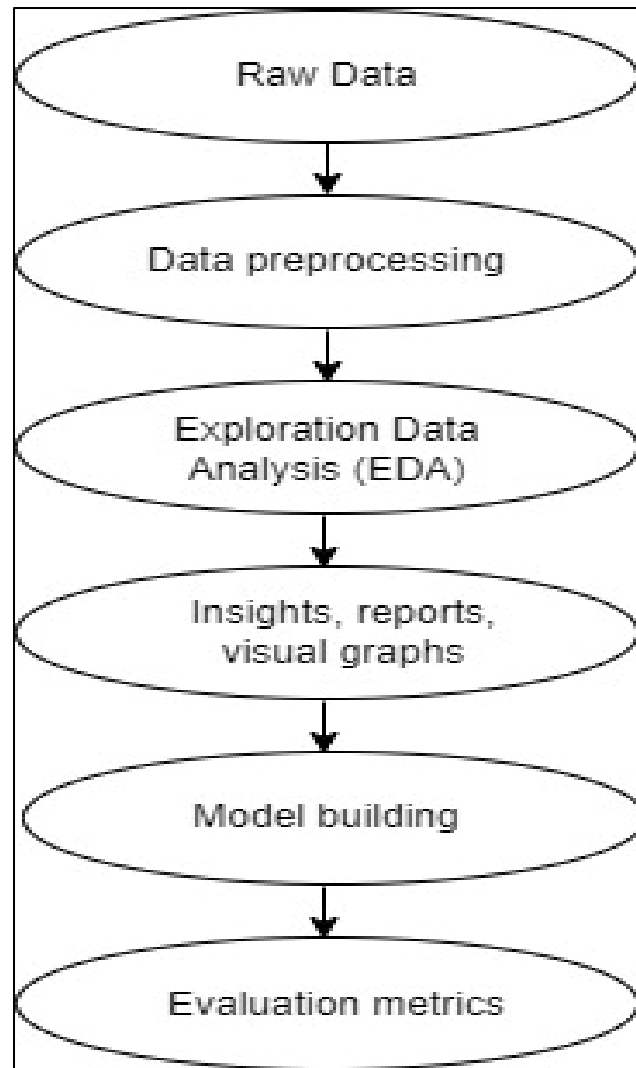 Raw Data
Data preprocessing
Exploration Data
Analysis (EDA)
Insights, reports,
visual graphs
Model building
Evaluation metrics